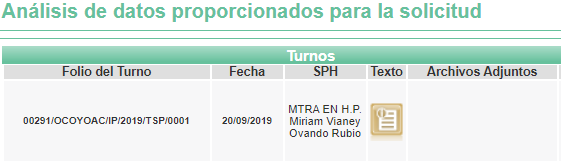 Análisis de datos proporcionados para la solicitud
Turnos
Folio del Turno Fecha SPH Texto Archivos Adjuntos
00291/OCOYOAC/IP/2019/TSP/0001 20/09/2019 MTRA EN H.P.
Miriam Vianey
Ovando Rubio